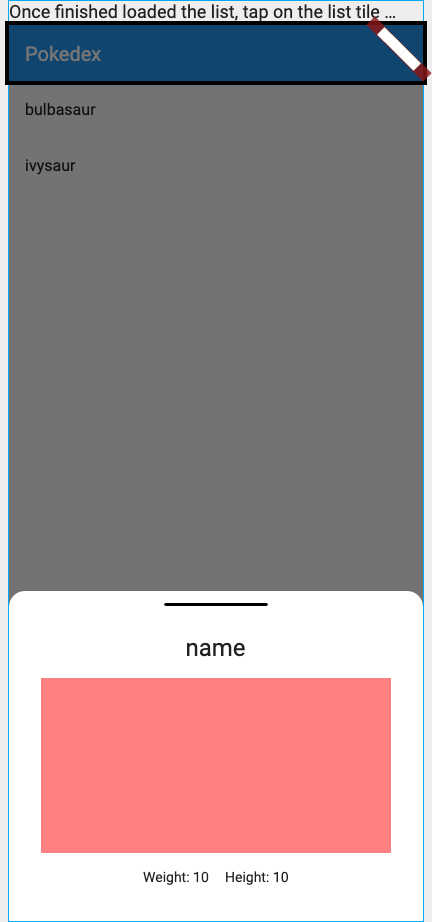 Once finished loaded the list, tap on the list tile …
Pokedex
bulbasaur
ivysaur
name
Weight: 10 Height: 10